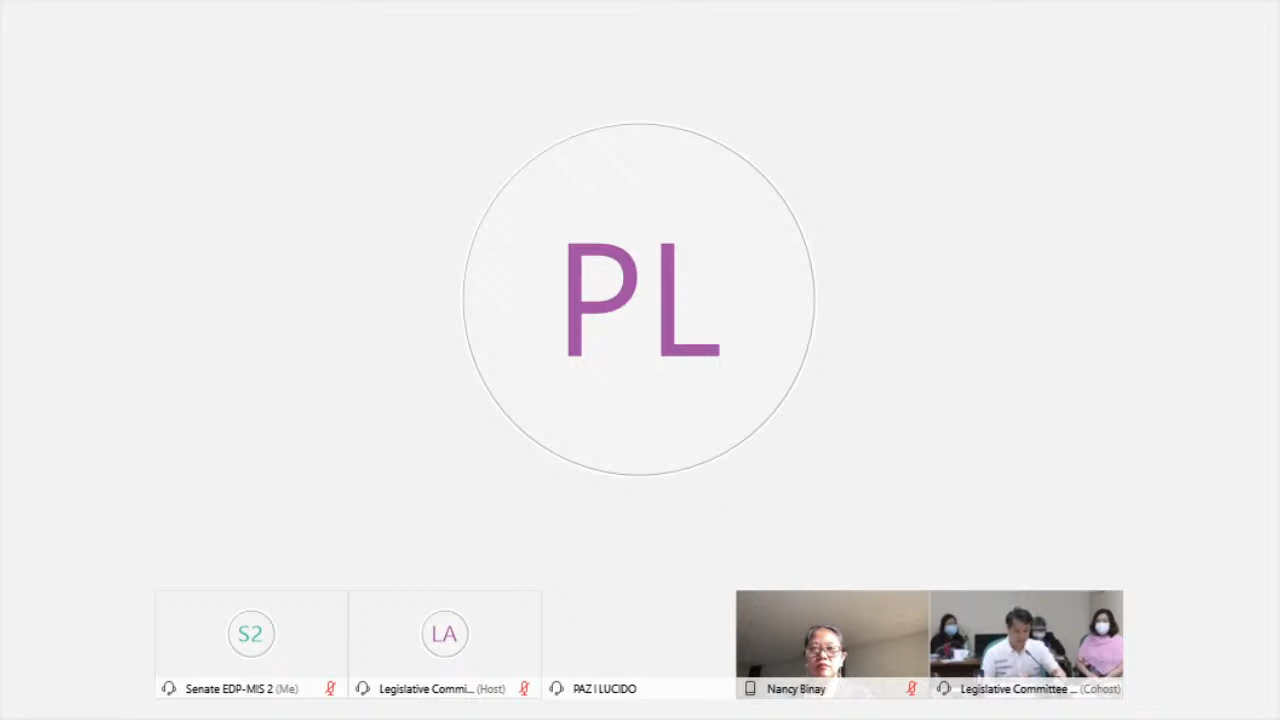 PL
S2
LA
Senate EDP-MIS 2 (Me)
Legislative Commi... (Host)
PAZ I LUCIDO
Nancy Binay
Legislative Committee ... (Cohost)